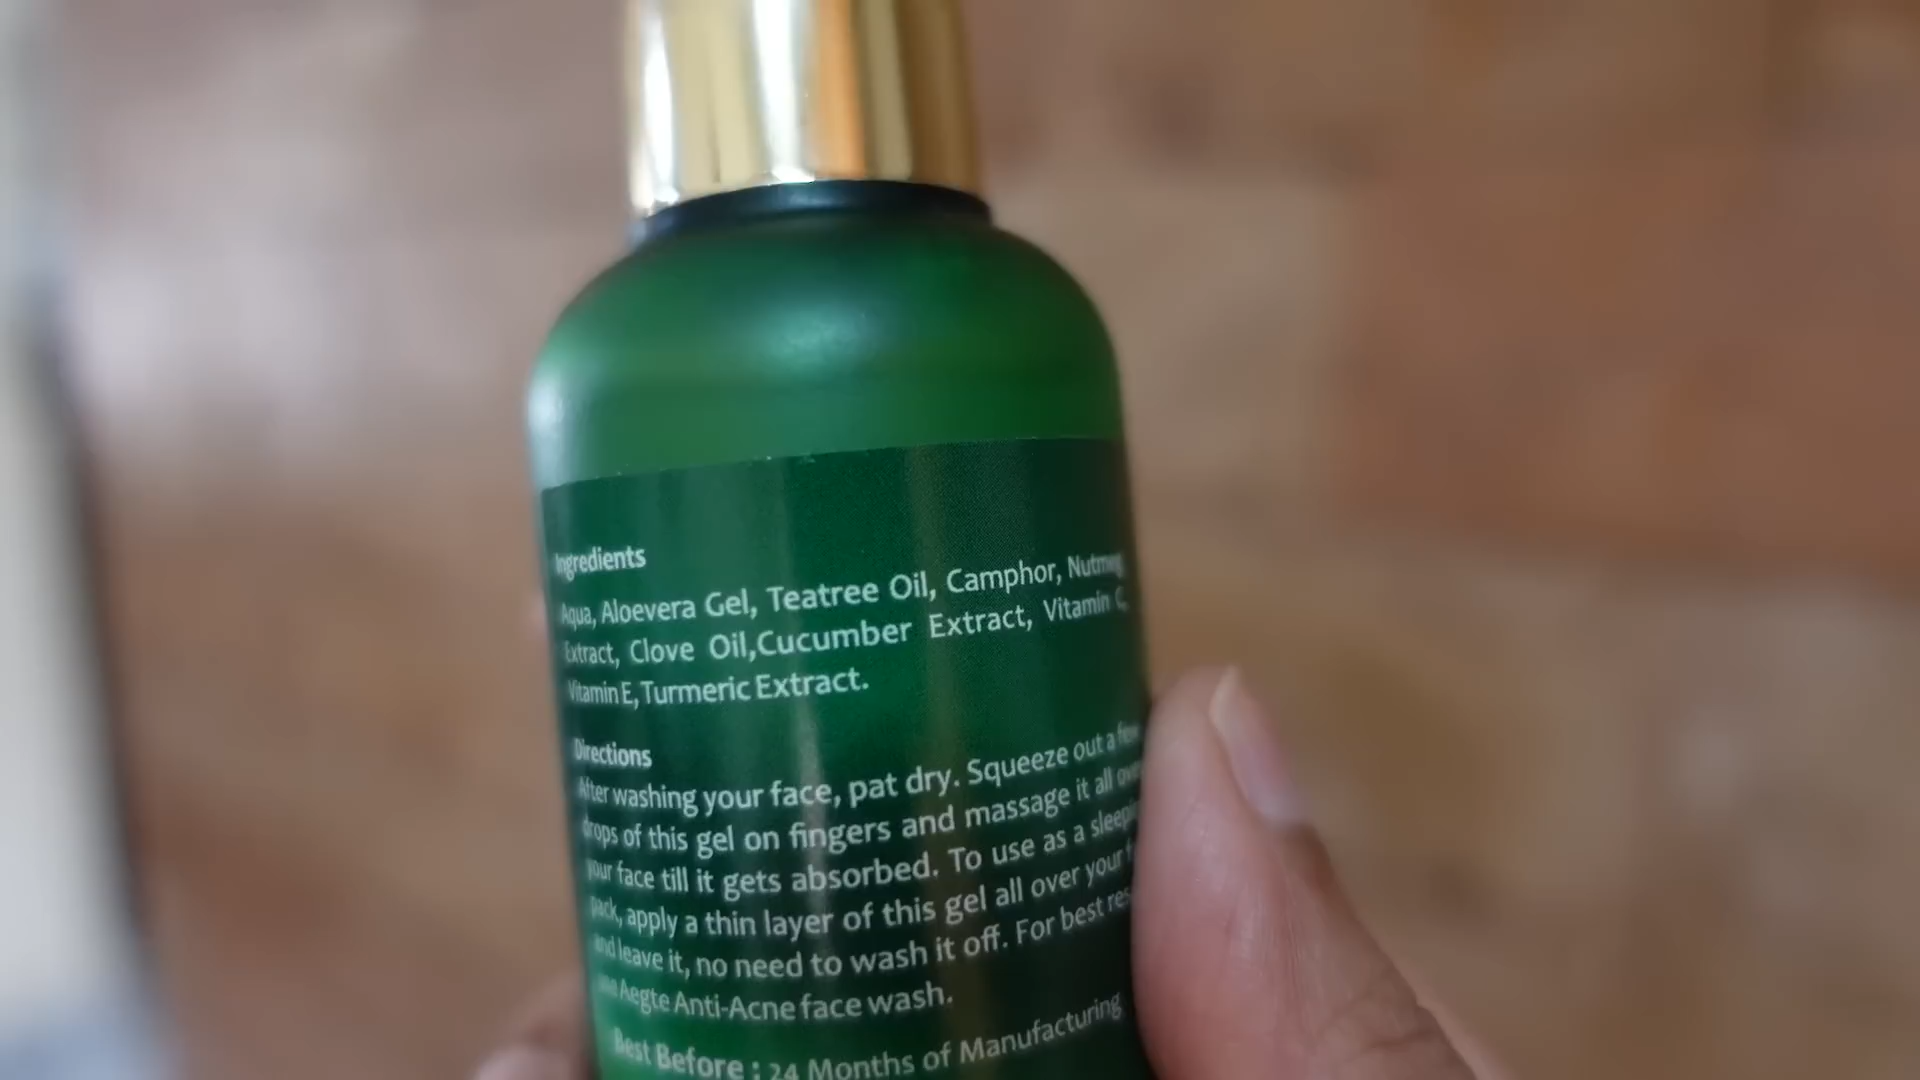 Ingredients
Aqua, Aloevera Gel, Teatree Oil, Camphor, Nutmeg
Extract, Clove Oil,Cucumber Extract, Vitamin C,
Vitamin E, Turmeric Extract.
Directions
After washing your face, pat dry. Squeeze out a few
drops of this gel on fingers and massage it all over
your face till it gets absorbed. To use as a
pack, apply a thin layer of this gel all over your
and leave it, no need to wash it off. For best
Aegte Anti-Acne face wash.
Best Before : 24 Months of Manufacturing